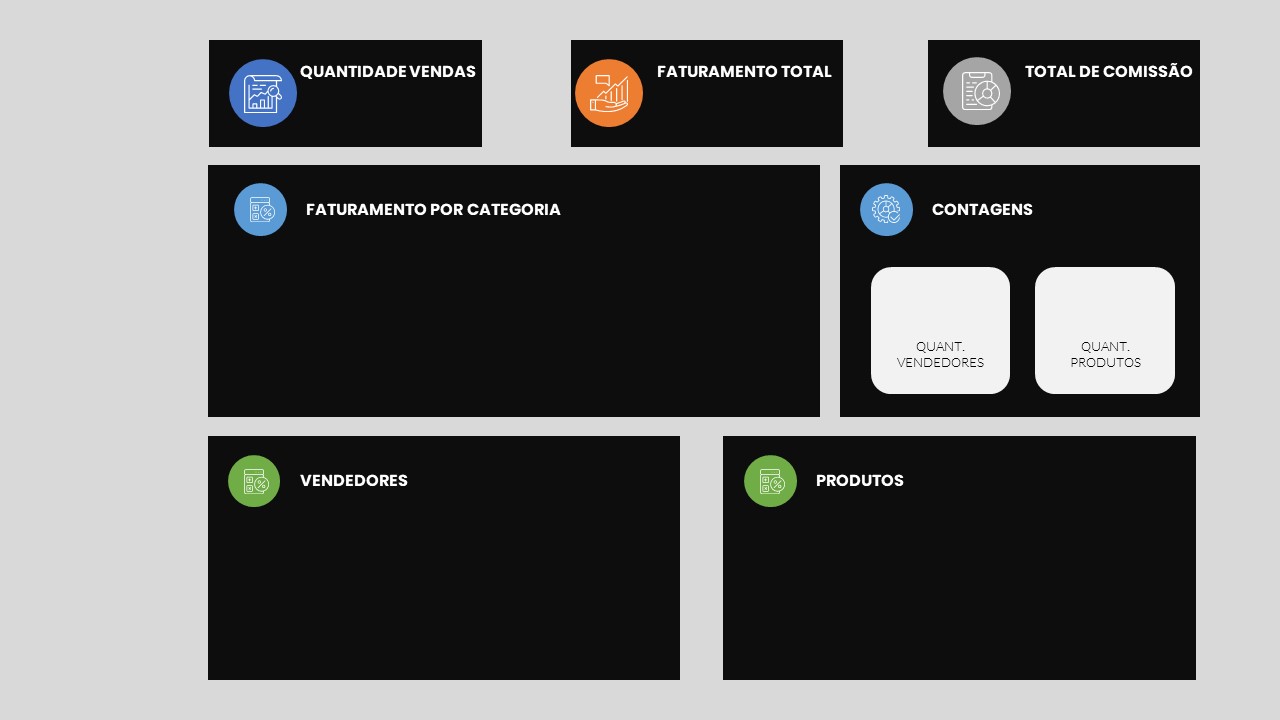 QUANTIDADE VENDAS
FATURAMENTO TOTAL
TOTAL DE COMISSÃO
FATURAMENTO POR CATEGORIA
CONTAGENS
QUANT.
VENDEDORES
QUANT.
PRODUTOS
VENDEDORES
PRODUTOS